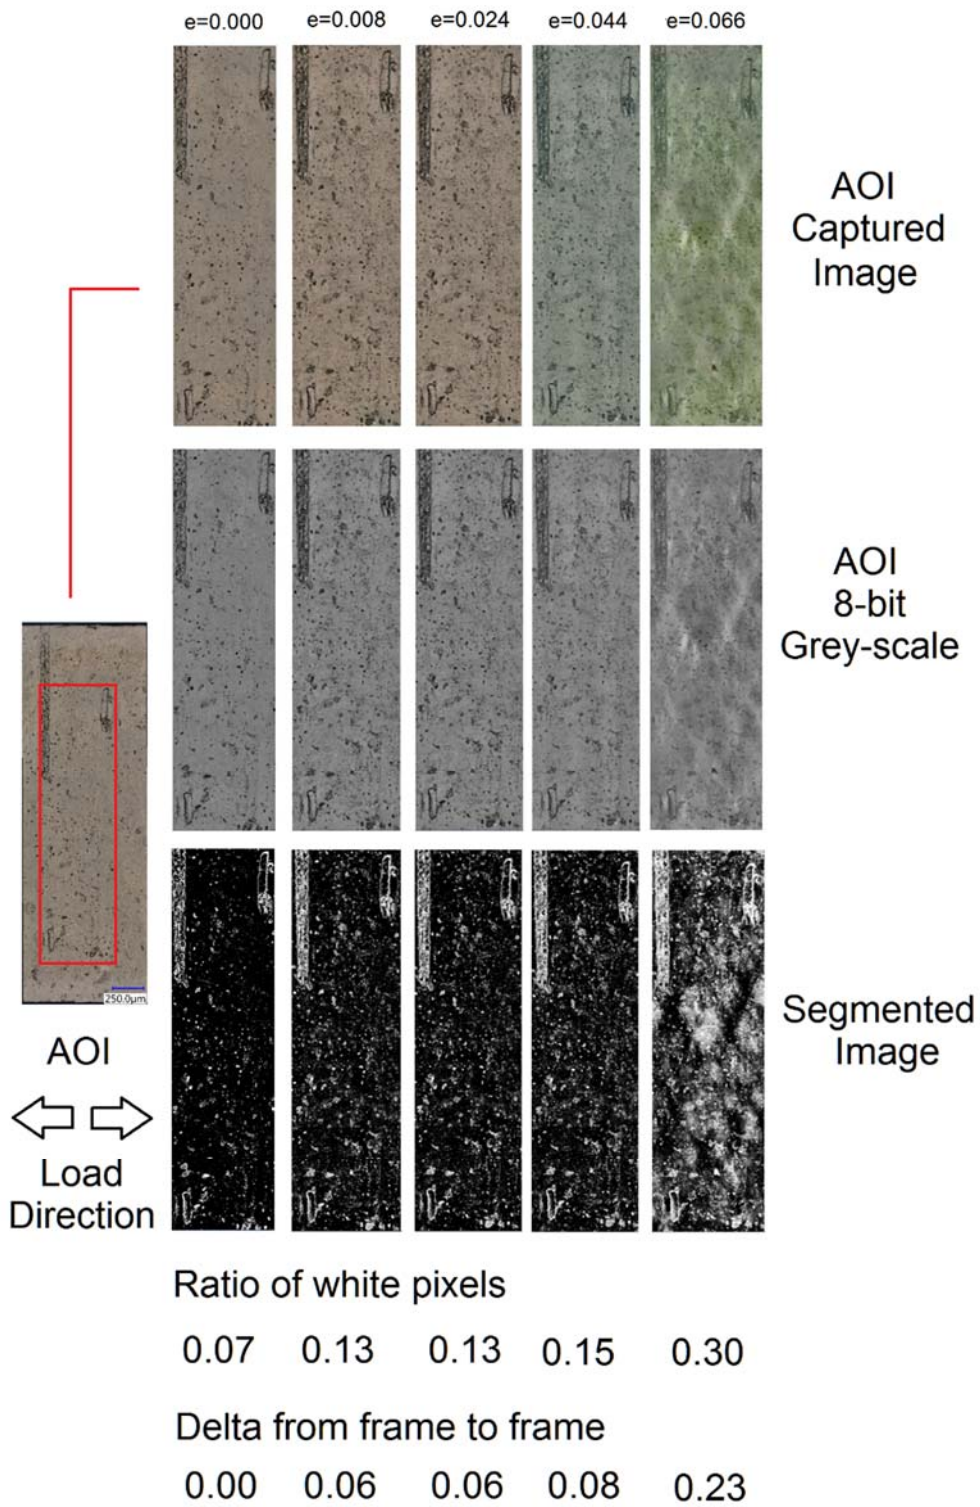 e=0.000 e=0.008 e=0.024 e=0.044 e=0.066
AOI
Captured
Image
AOI
8-bit
Grey-scale
250.0µm
AOI
Load
Direction
Segmented
Image
Ratio of white pixels
0.07 0.13 0.13 0.15 0.30
Delta from frame to frame
0.00 0.06 0.06 0.08 0.23